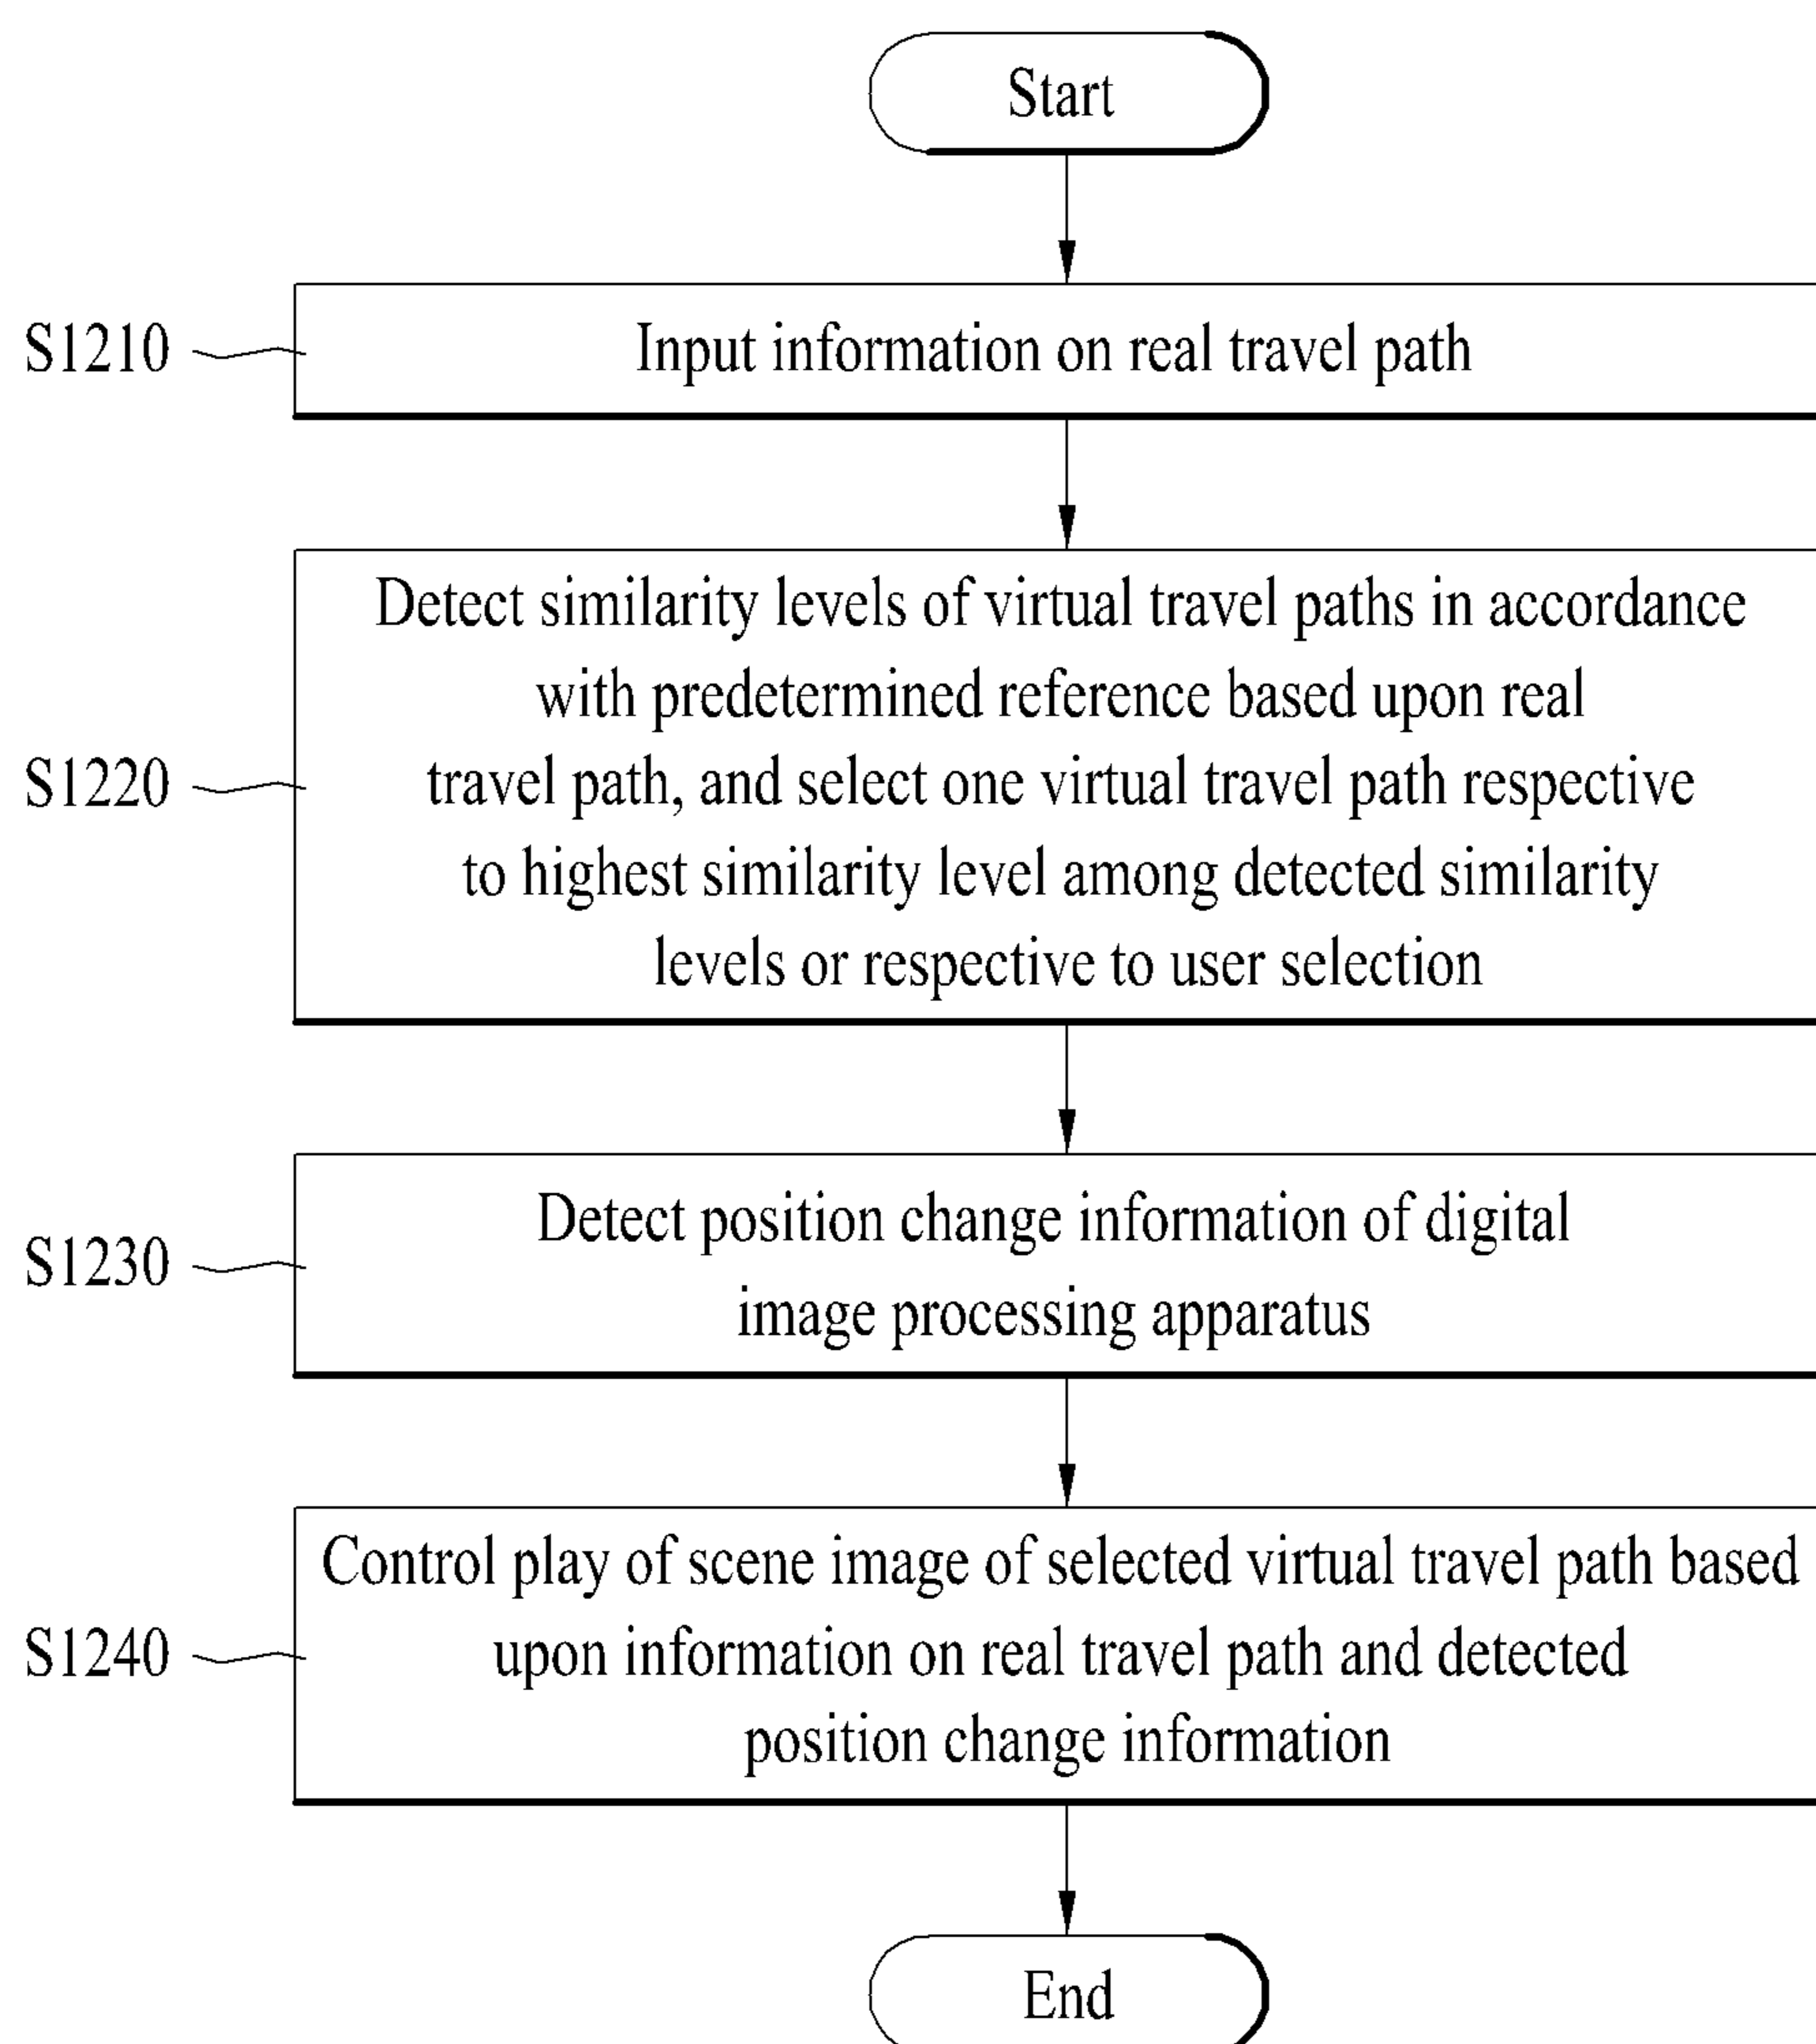 Start
S1210
Input information on real travel path
S1220
Detect similarity levels of virtual travel paths in accordance
with predetermined reference based upon real
travel path, and select one virtual travel path respective
to highest similarity level among detected similarity
levels or respective to user selection
S1230
Detect position change information of digital
image processing apparatus
S1240
Control play of scene image of selected virtual travel path based
upon information on real travel path and detected
position change information
End